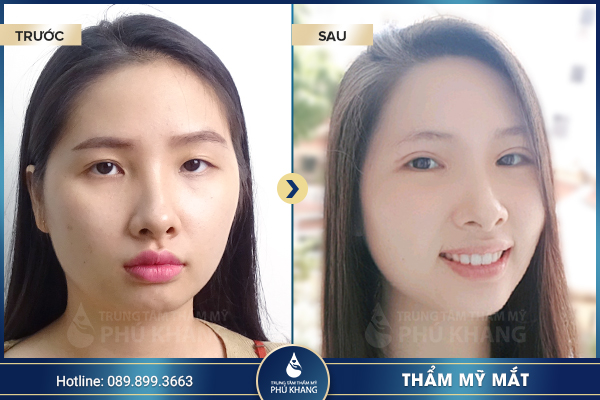 TRƯỚC
SAU
TRUNG TÂM THẨM MỸ
PHÚ KHANG
TRUNG TÂM THẨM MỸ
PHÚ KHANG
Hotline: 089.899.3663
TRUNG TÂM THẨM MỸ
PHÚ KHANG
THẨM MỸ MẮT